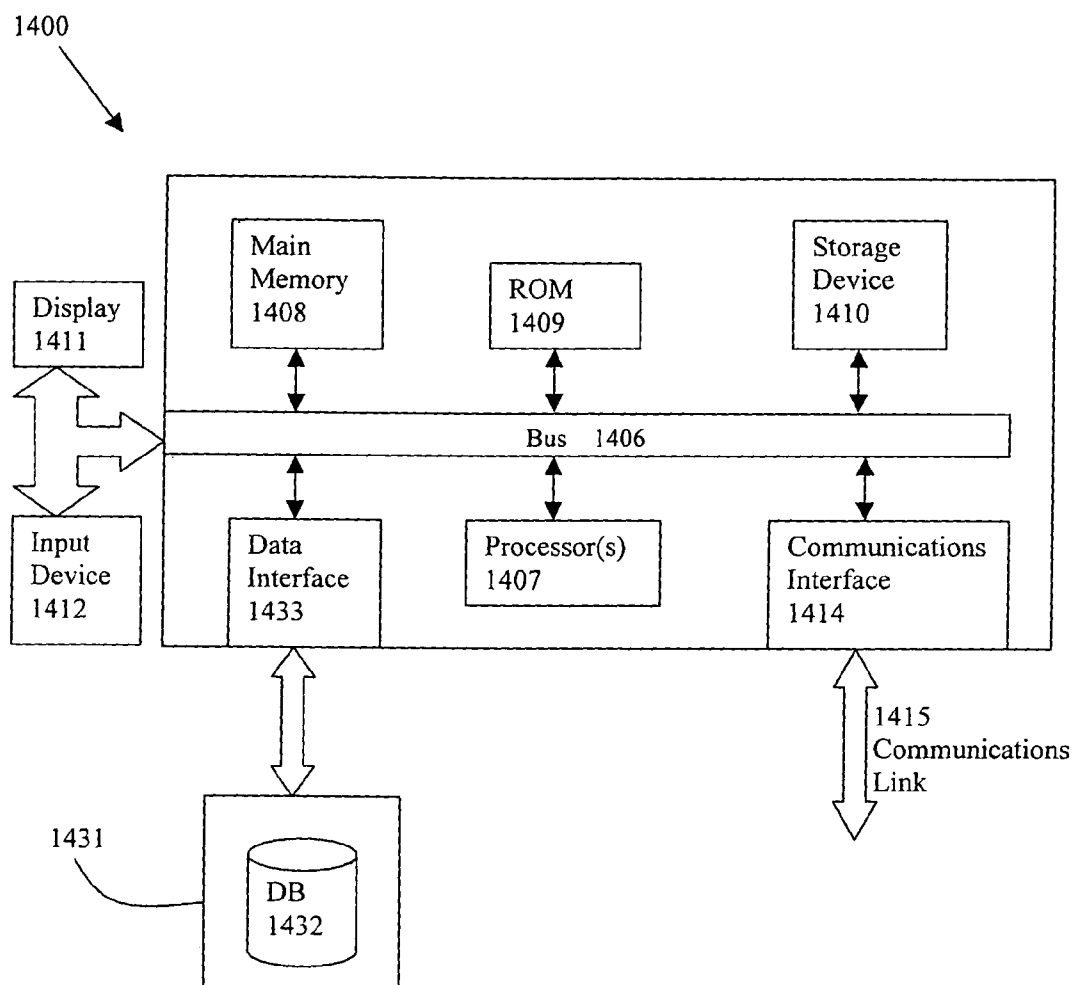 1400
Main
Memory
1408
ROM
1409
Storage
Device
1410
Display
1411
Bus 1406
Input
Device
1412
Data
Interface
1433
Processor(s)
1407
Communications
Interface
1414
1415
Communications
Link
1431
DB
1432